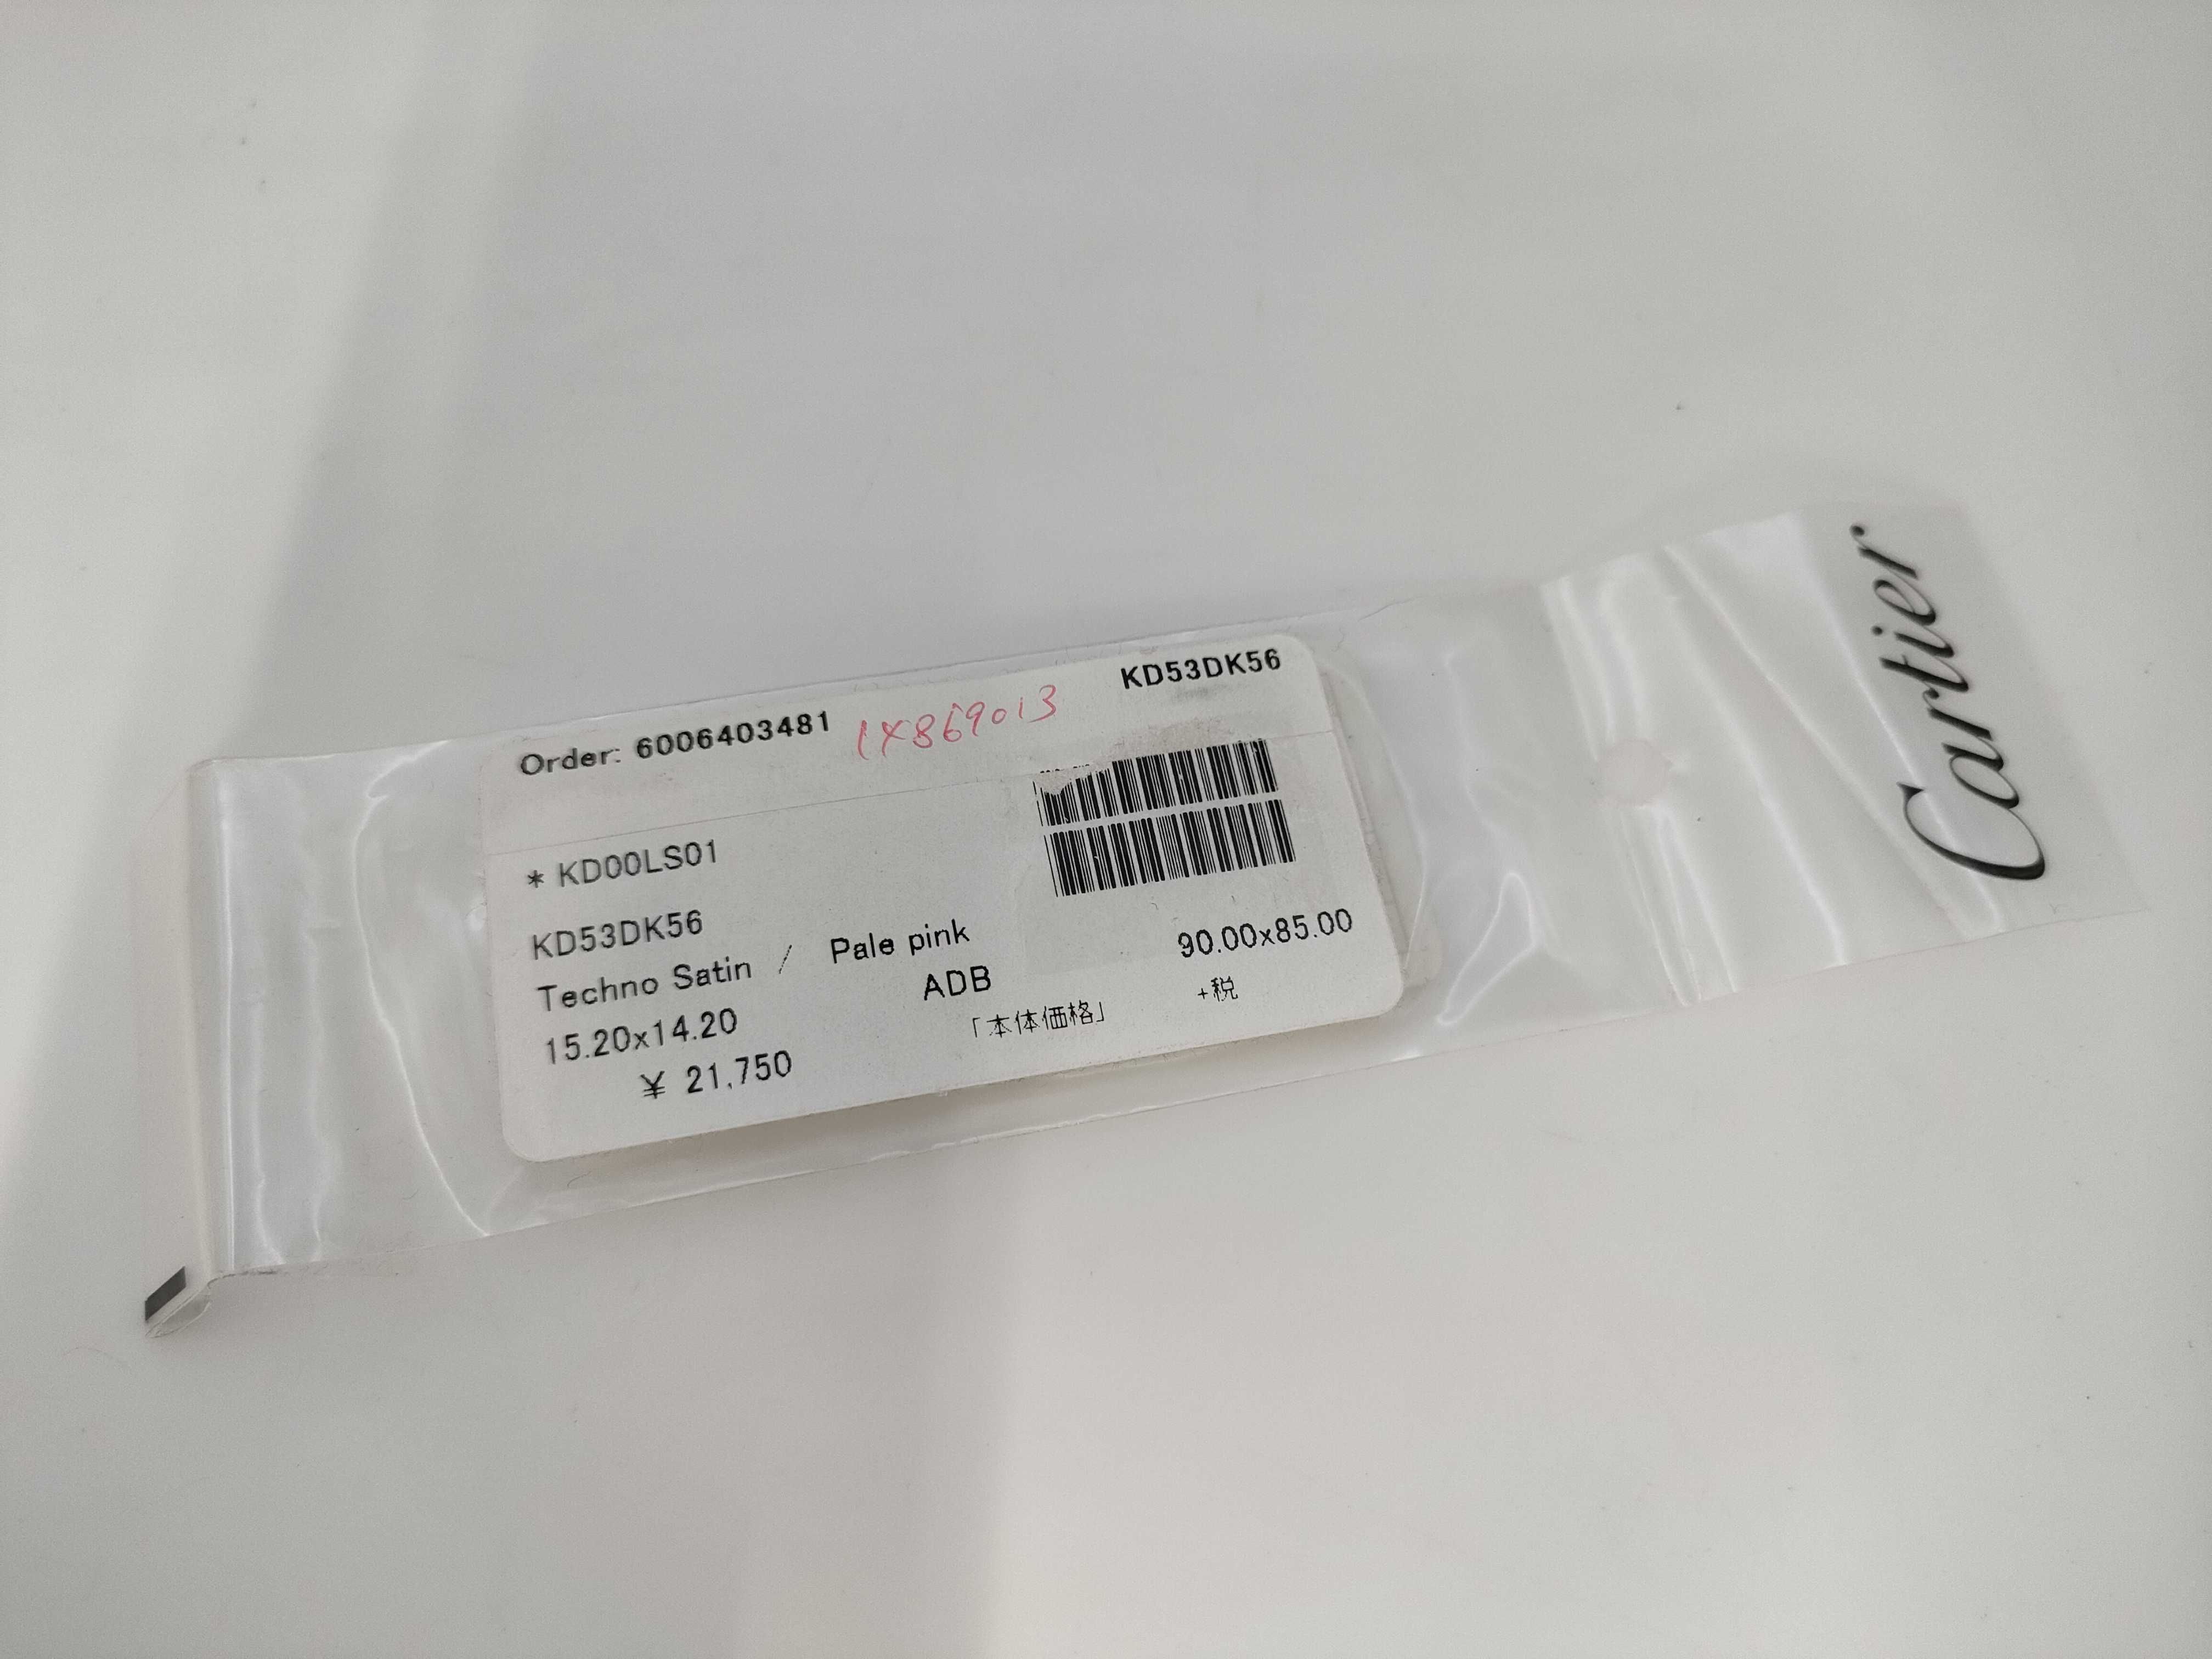 Order: 6006403481 1X869013 KD53DK56
* KD00LS01
KD53DK56
Techno Satin / Pale pink
15.20x14.20 ADB 90.00x85.00
¥ 21,750 「本体価格」 +税
Cartier